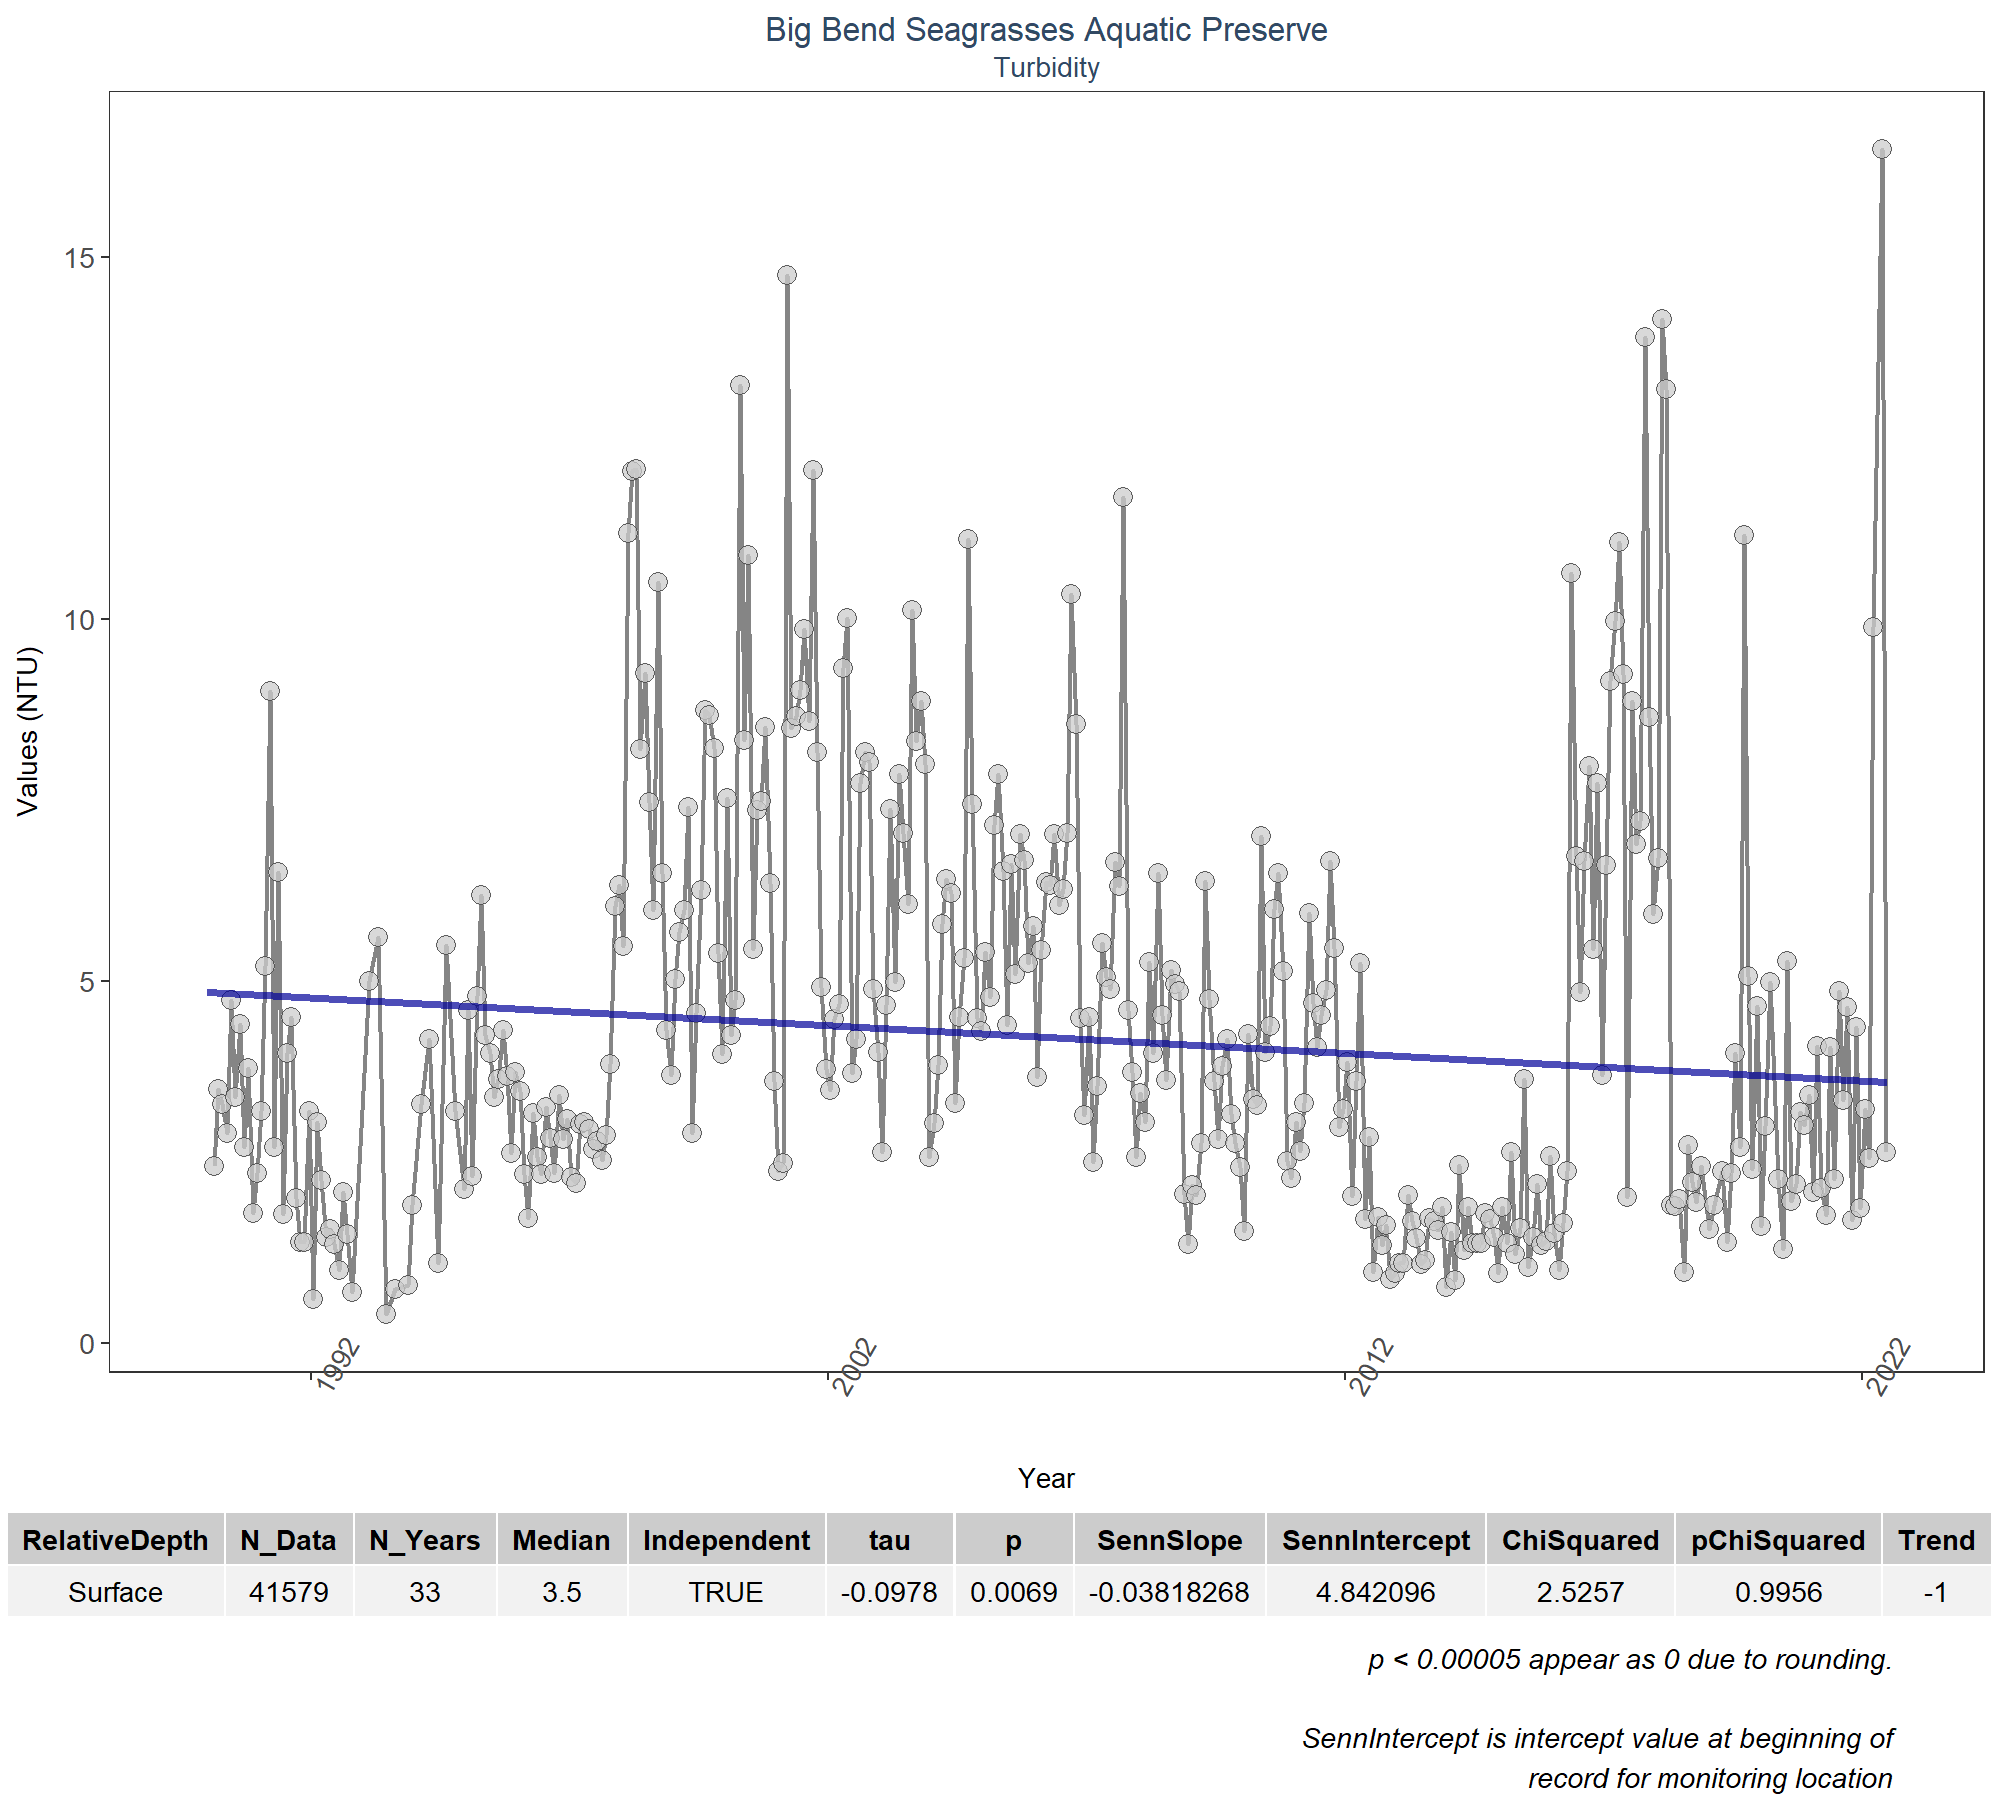 Big Bend Seagrasses Aquatic Preserve
Turbidity
Values (NTU)
15
10
5
0
1992 2002 2012 2022
Year
RelativeDepth N_Data N_Years Median Independent tau p SennSlope SennIntercept ChiSquared pChiSquared Trend
Surface 41579 33 3.5 TRUE -0.0978 0.0069 -0.03818268 4.842096 2.5257 0.9956 -1
p < 0.00005 appear as 0 due to rounding.
SennIntercept is intercept value at beginning of
record for monitoring location